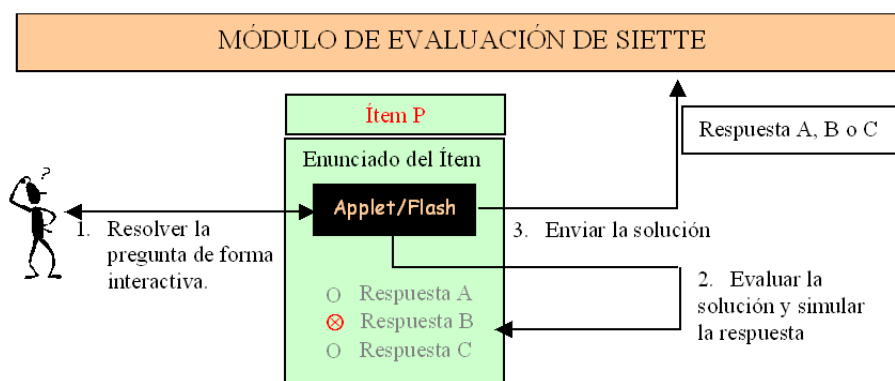 MÓDULO DE EVALUACIÓN DE SIETTE
Ítem P
Respuesta A, B o C
Enunciado del Ítem
?
Applet/Flash
1. Resolver la
pregunta de forma
interactiva.
3. Enviar la solución
2. Evaluar la
solución y simular
la respuesta
Respuesta A
Respuesta B
Respuesta C